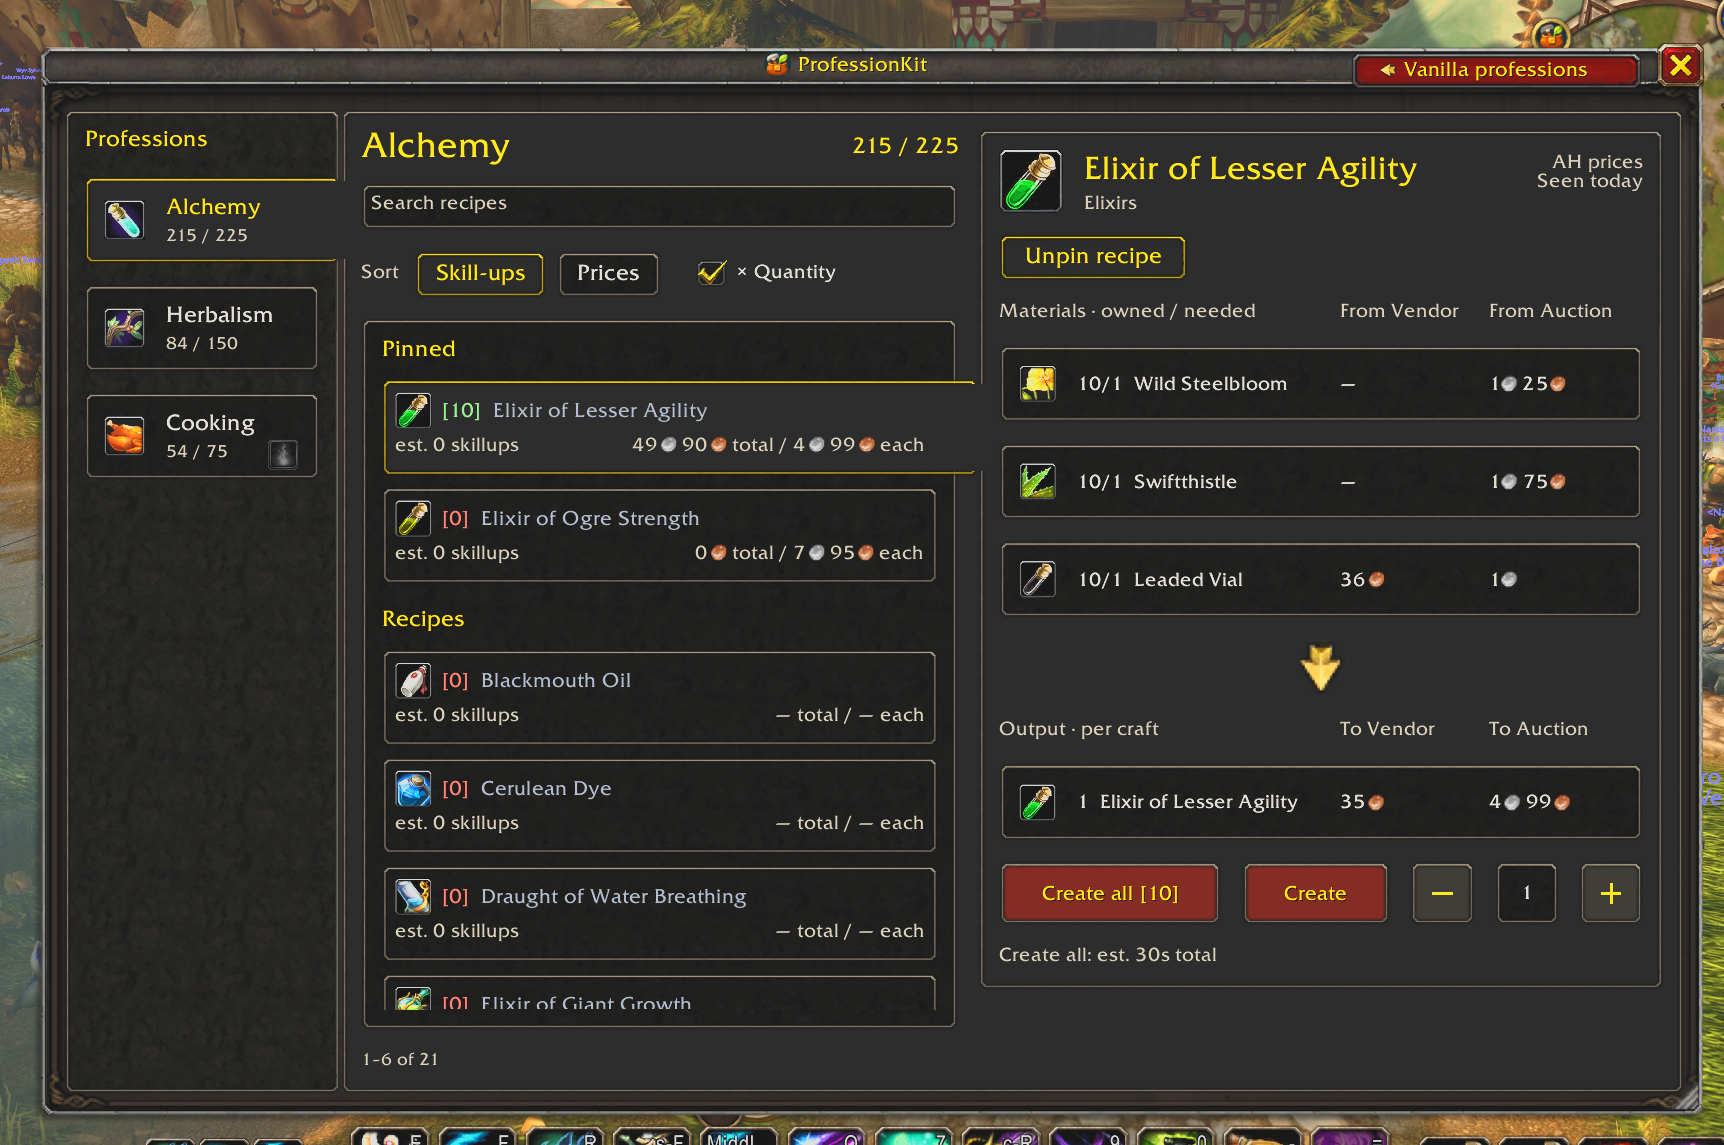 ProfessionKit
Vanilla professions
Professions
Alchemy
215 / 225
Herbalism
84 / 150
Cooking
54 / 75
Alchemy
215 / 225
Search recipes
Sort
Skill-ups
Prices
× Quantity
Pinned
[10] Elixir of Lesser Agility
est. 0 skillups 49 90 total / 4 99 each
[0] Elixir of Ogre Strength
est. 0 skillups 0 total / 7 95 each
Recipes
[0] Blackmouth Oil
est. 0 skillups — total / — each
[0] Cerulean Dye
est. 0 skillups — total / — each
[0] Draught of Water Breathing
est. 0 skillups — total / — each
[0] Elixir of Giant Growth
1-6 of 21
Elixir of Lesser Agility
Elixirs
AH prices
Seen today
Unpin recipe
Materials · owned / needed From Vendor From Auction
10/1 Wild Steelbloom — 1 25
10/1 Swiftthistle — 1 75
10/1 Leaded Vial 36 1
Output · per craft To Vendor To Auction
1 Elixir of Lesser Agility 35 4 99
Create all [10] Create − 1 +
Create all: est. 30s total